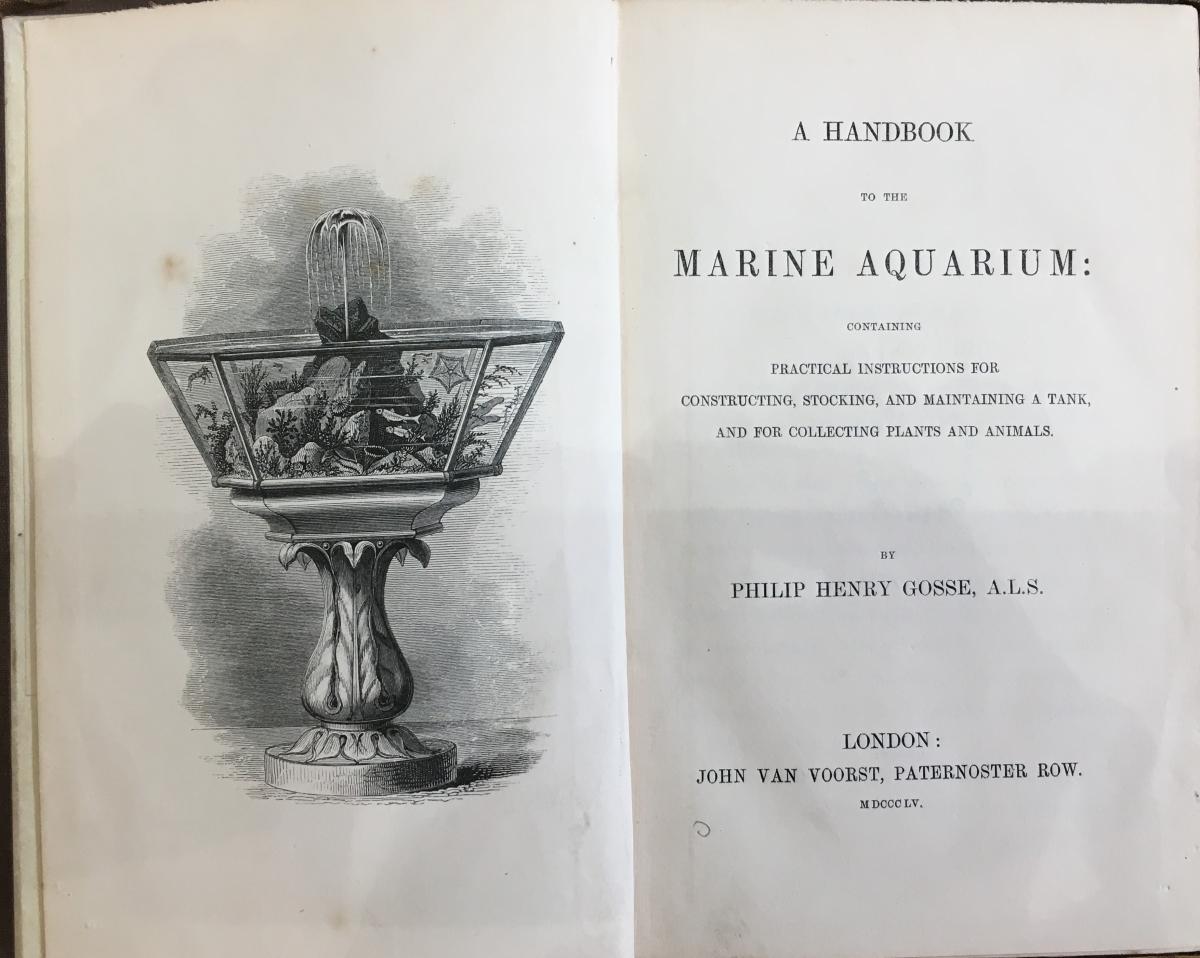 A HANDBOOK
TO THE
MARINE AQUARIUM:
CONTAINING
PRACTICAL INSTRUCTIONS FOR
CONSTRUCTING, STOCKING, AND MAINTAINING A TANK,
AND FOR COLLECTING PLANTS AND ANIMALS.
BY
PHILIP HENRY GOSSE, A.L.S.
LONDON:
JOHN VAN VOORST, PATERNOSTER ROW.
MDCCCLV.